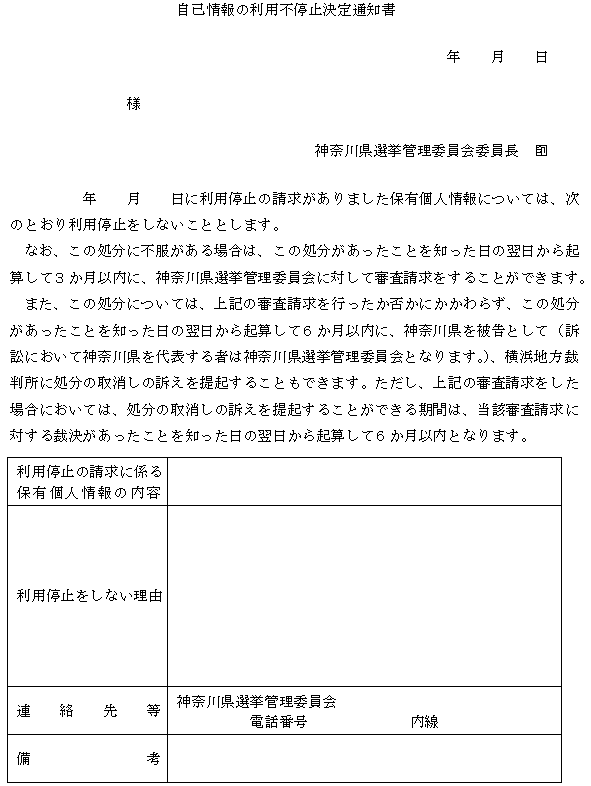 自己情報の利用不停止決定通知書
年　　月　　日
様
神奈川県選挙管理委員会委員長　印
年　　月　　日に利用停止の請求がありました保有個人情報については、次
のとおり利用停止をしないこととします。
なお、この処分に不服がある場合は、この処分があったことを知った日の翌日から起
算して3か月以内に、神奈川県選挙管理委員会に対して審査請求をすることができます。
また、この処分については、上記の審査請求を行ったか否かにかかわらず、この処分
があったことを知った日の翌日から起算して6か月以内に、神奈川県を被告として（訴
訟において神奈川県を代表する者は神奈川県選挙管理委員会となります。）、横浜地方裁
判所に処分の取消しの訴えを提起することもできます。ただし、上記の審査請求をした
場合においては、処分の取消しの訴えを提起することができる期間は、当該審査請求に
対する裁決があったことを知った日の翌日から起算して6か月以内となります。
利用停止の請求に係る
保有個人情報の内容
利用停止をしない理由
連絡先等
神奈川県選挙管理委員会
電話番号　　　　　　　内線
備考